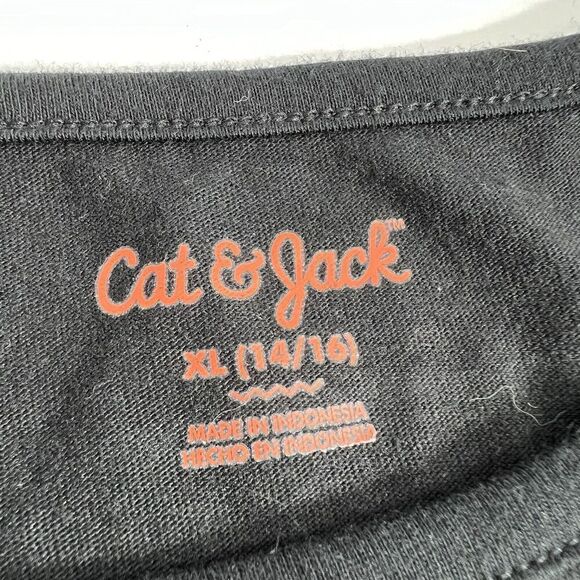 Cat & Jack™
XL (14/16)
MADE IN INDONESIA
HECHO EN INDONESIA